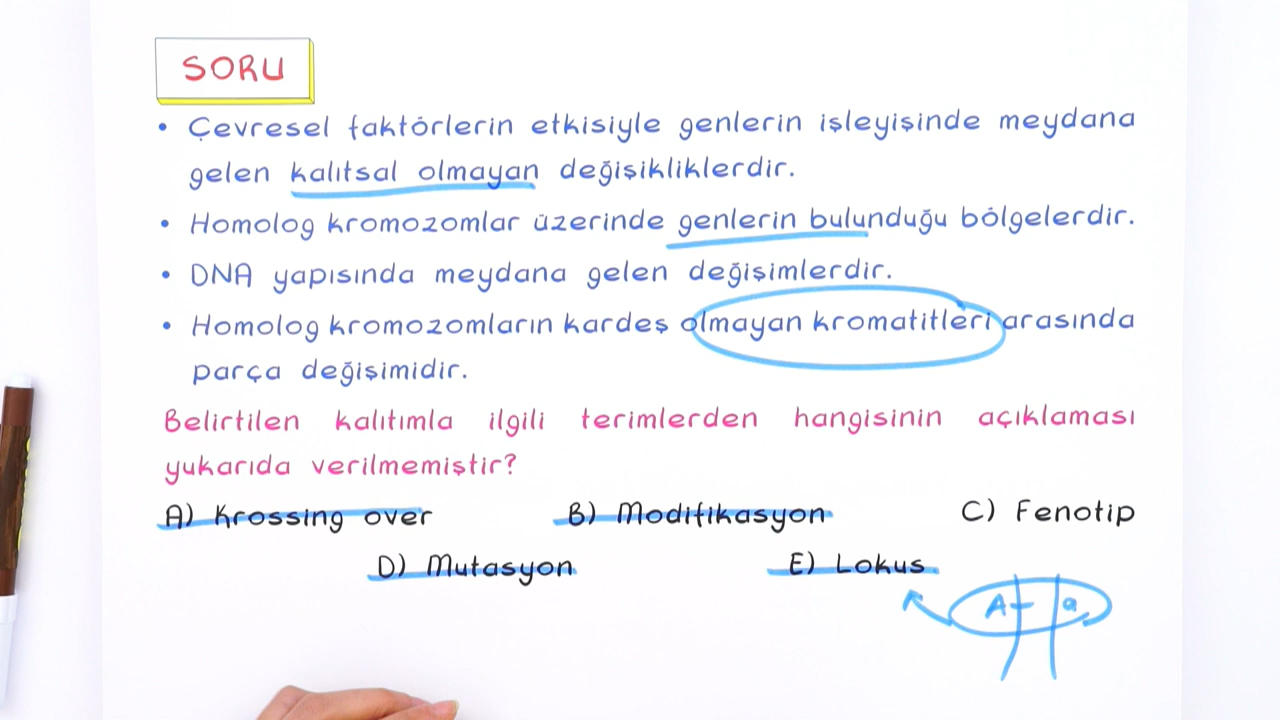 SORU
• Çevresel faktörlerin etkisiyle genlerin işleyişinde meydana
gelen kalıtsal olmayan değişikliklerdir.
• Homolog kromozomlar üzerinde genlerin bulunduğu bölgelerdir.
• DNA yapısında meydana gelen değişimlerdir.
• Homolog kromozomların kardeş olmayan kromatitleri arasında
parça değişimidir.
Belirtilen kalıtımla ilgili terimlerden hangisinin açıklaması
yukarıda verilmemiştir?
A) Krossing over B) Modifikasyon C) Fenotip
D) Mutasyon E) Lokus
A a